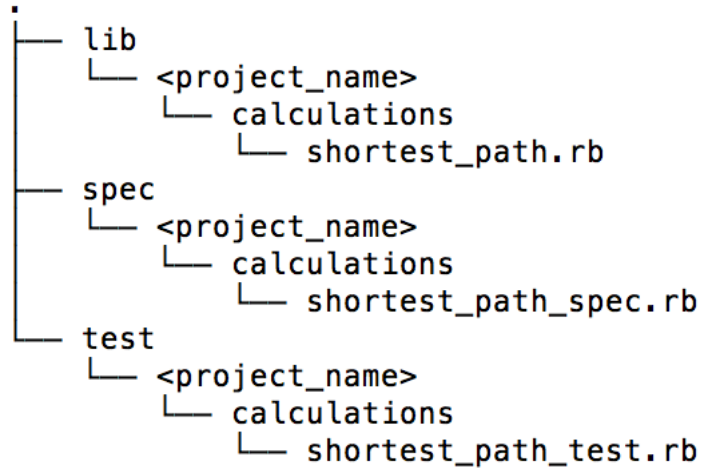 .
├── lib
│   └── <project_name>
│       └── calculations
│           └── shortest_path.rb
├── spec
│   └── <project_name>
│       └── calculations
│           └── shortest_path_spec.rb
└── test
    └── <project_name>
        └── calculations
            └── shortest_path_test.rb